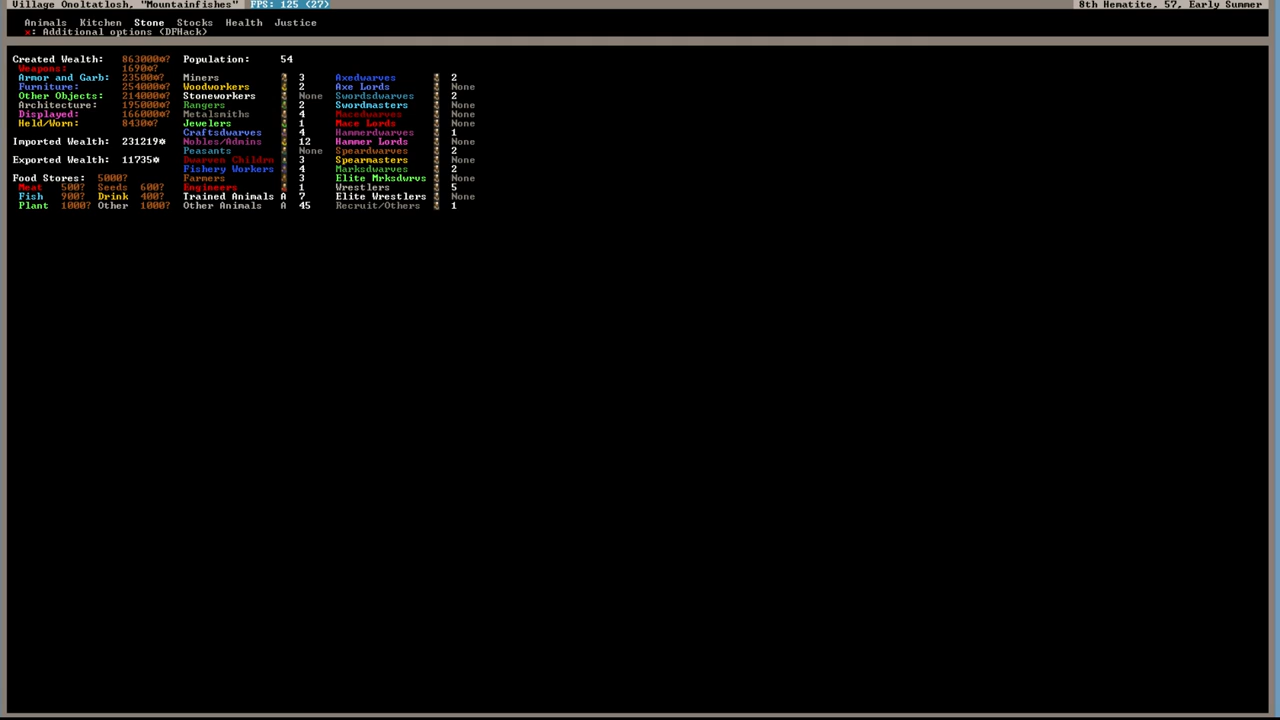 Village Onoltatlosh, "Mountainfishes" FPS: 125 (27) 8th Hematite, 57, Early Summer
Animals Kitchen Stone Stocks Health Justice
x: Additional options (DFHack)
Created Wealth: 863000☼? Population: 54
Weapons: 1690☼?
Armor and Garb: 23500☼? Miners 3 Axedwarves 2
Furniture: 254000☼? Woodworkers 2 Axe Lords None
Other Objects: 214000☼? Stoneworkers None Swordsdwarves 2
Architecture: 195000☼? Rangers 2 Swordmasters None
Displayed: 166000☼? Metalsmiths 4 Macedwarves None
Held/Worn: 8430☼? Jewelers 1 Mace Lords None
Craftsdwarves 4 Hammerdwarves 1
Imported Wealth: 231219☼ Nobles/Admins 12 Hammer Lords None
Peasants None Speardwarves 2
Exported Wealth: 11735☼ Dwarven Childrn 3 Spearmasters None
Fishery Workers 4 Marksdwarves 2
Food Stores: 5000? Farmers 3 Elite Mrksdwrvs None
Meat 500? Seeds 600? Engineers 1 Wrestlers 5
Fish 900? Drink 400? Trained Animals A 7 Elite Wrestlers None
Plant 1000? Other 1000? Other Animals A 45 Recruit/Others 1